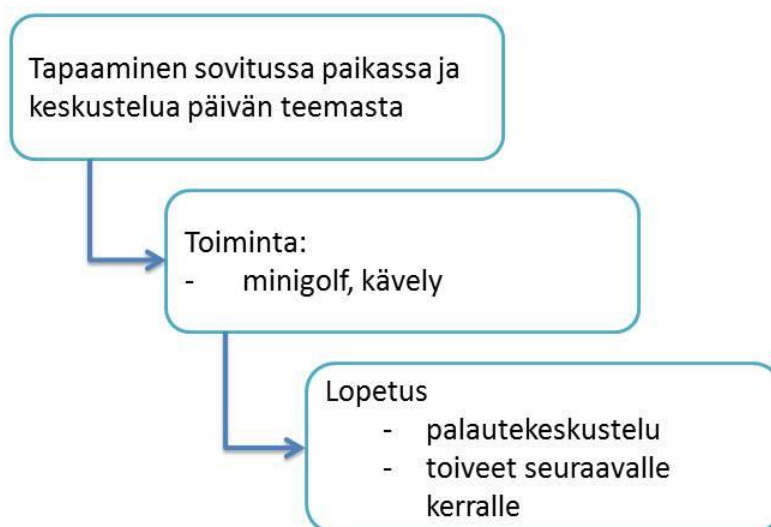 Tapaaminen sovitussa paikassa ja
keskustelua päivän teemasta
Toiminta:
- minigolf, kävely
Lopetus
- palautekeskustelu
- toiveet seuraavalle
kerralle